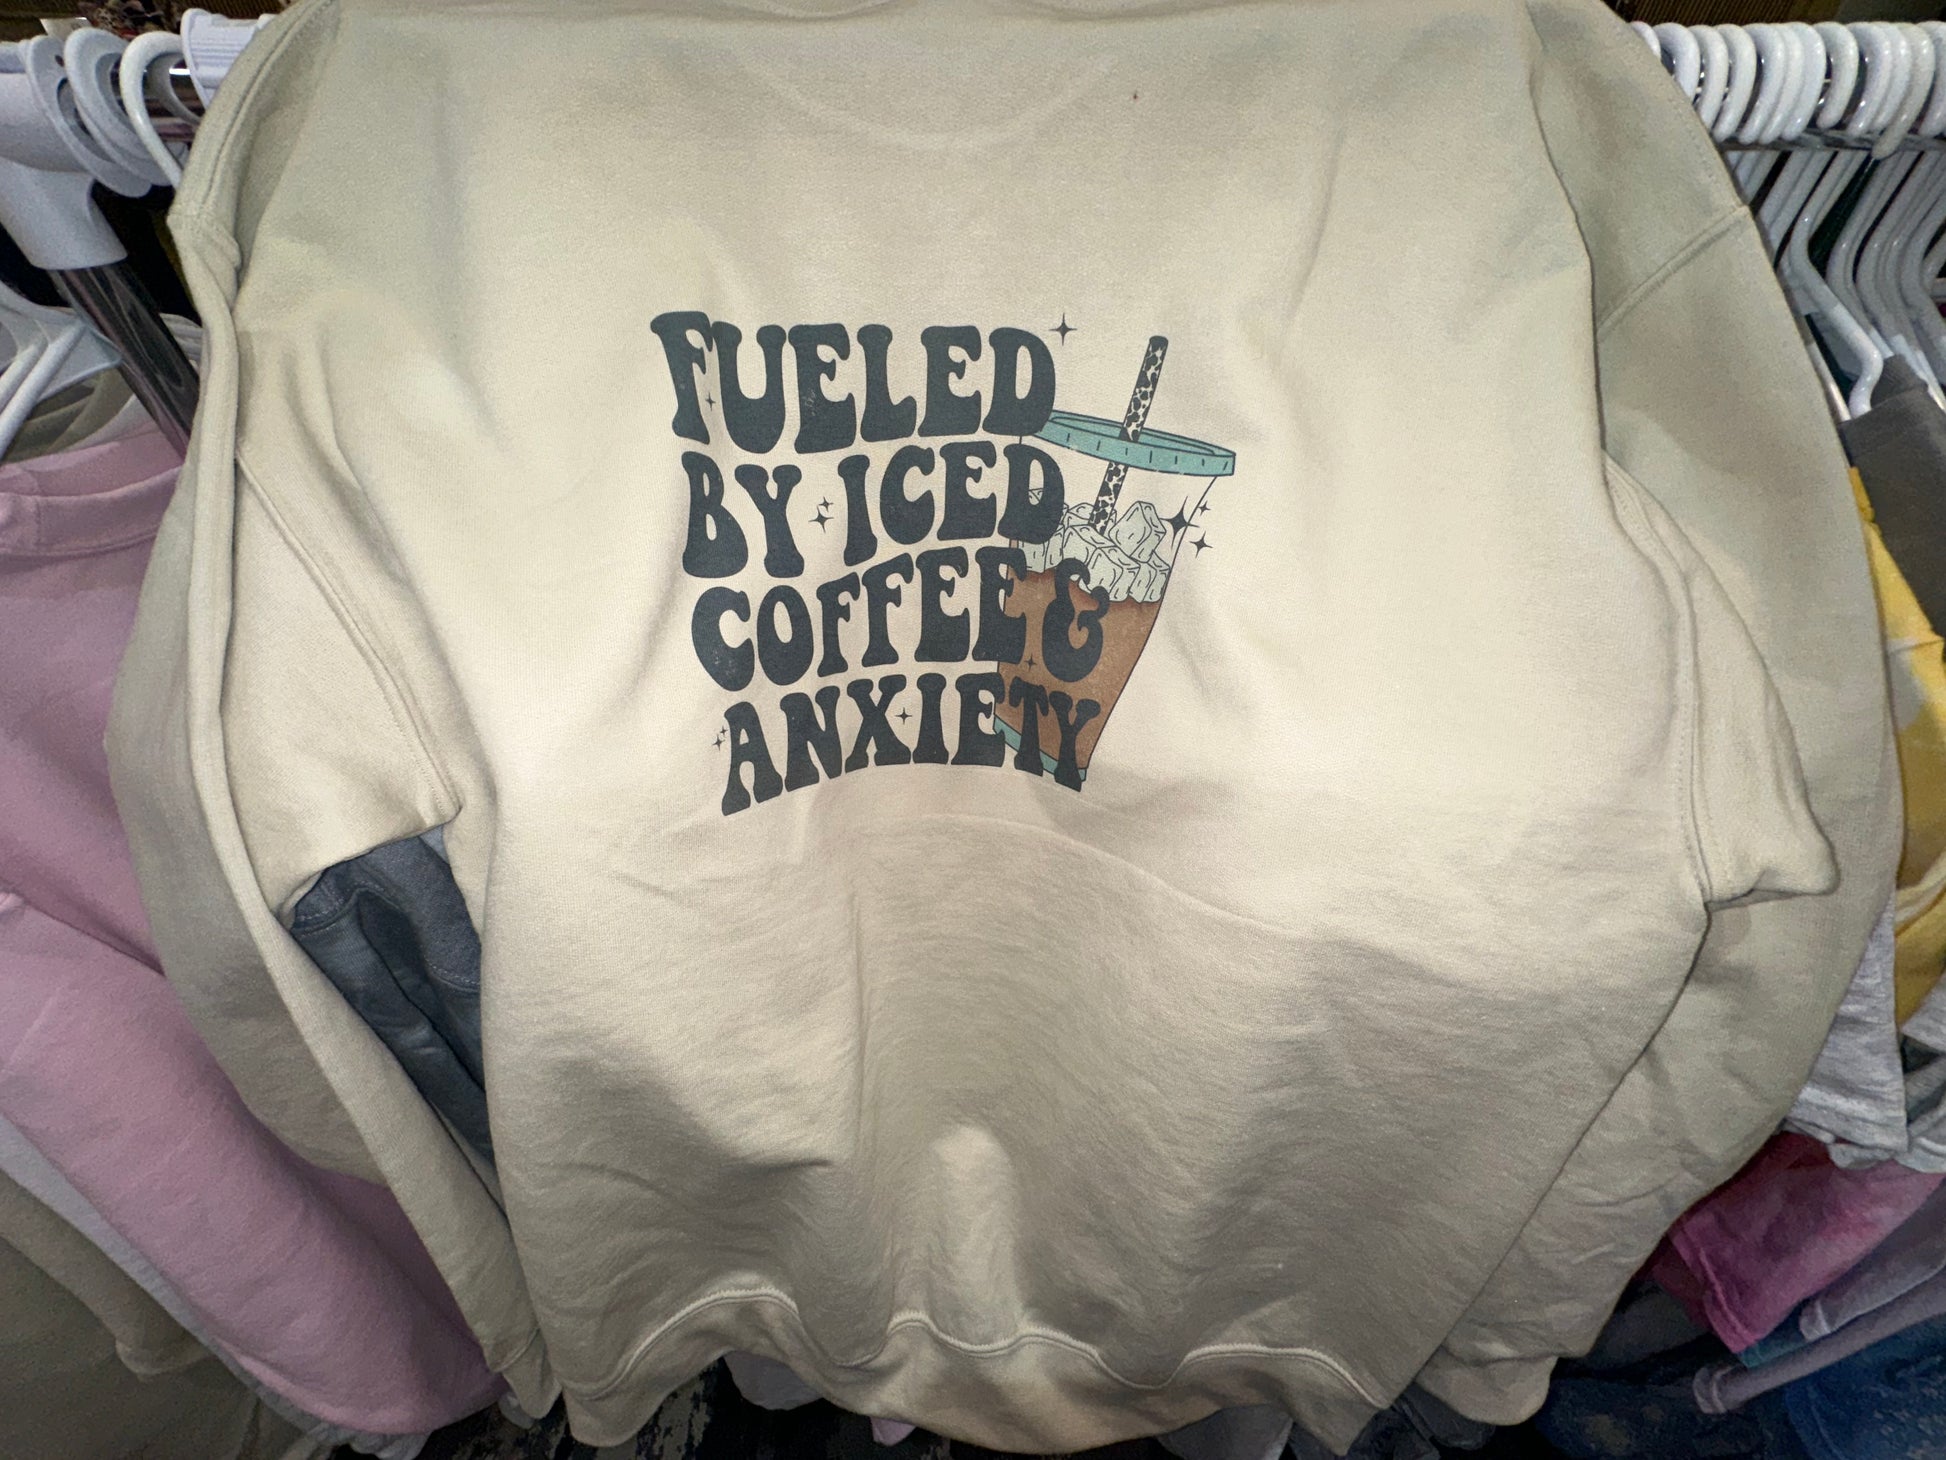 FUELED
BY ICED
COFFEE &
ANXIETY